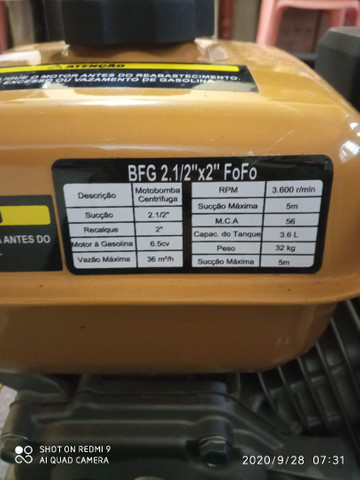 ATENÇÃO
LIQUE O MOTOR ANTES DO REABASTECIMENTO.
EXCESSO OU VAZAMENTO DE GASOLINA.
BFG 2.1/2"x2" FoFo
Descrição Motobomba Centrífuga
Sucção 2.1/2"
Recalque 2"
Motor à Gasolina 6.5cv
Vazão Máxima 36 m³/h
RPM 3.600 r/min
Sucção Máxima 5m
M.C.A 56
Capac. do Tanque 3.6 L
Peso 32 kg
Sucção Máxima 5m
ANTES DO
SHOT ON REDMI 9
AI QUAD CAMERA
2020/9/28 07:31